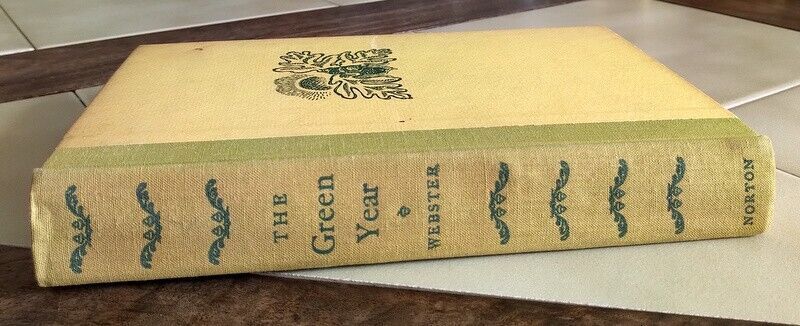 THE
Green
Year
WEBSTER
NORTON